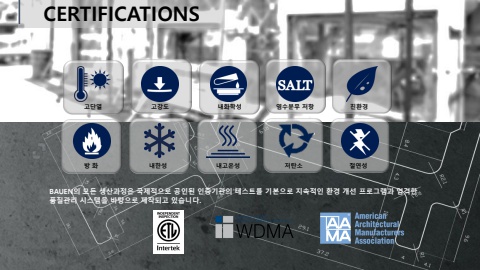 CERTIFICATIONS
고단열
고강도
내화학성
SALT
염수분무 저항
친환경
방 화
내한성
내고온성
저탄소
절연성
BAUEN의 모든 생산과정은 국제적으로 공인된 인증기관의 테스트를 기본으로 지속적인 환경 개선 프로그램과 엄격한
품질관리 시스템을 바탕으로 제작되고 있습니다.
INDEPENDENT
INSPECTION
ETL
Intertek
WDMA
AAMA
American
Architectural
Manufacturers
Association